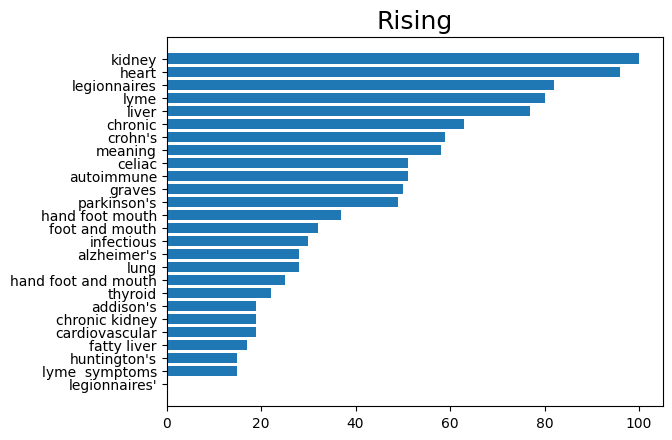 Rising
kidney
heart
legionnaires
lyme
liver
chronic
crohn's
meaning
celiac
autoimmune
graves
parkinson's
hand foot mouth
foot and mouth
infectious
alzheimer's
lung
hand foot and mouth
thyroid
addison's
chronic kidney
cardiovascular
fatty liver
huntington's
lyme  symptoms
legionnaires'
0 20 40 60 80 100